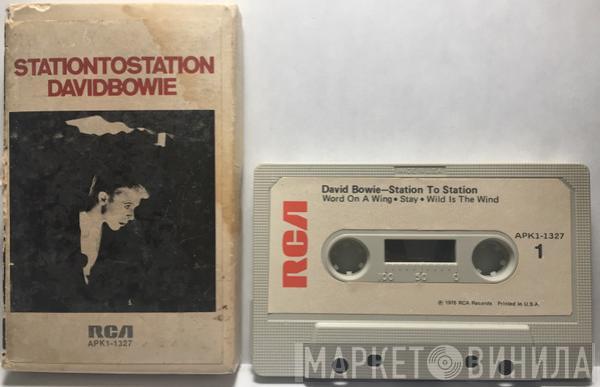 STATIONTOSTATION
DAVIDBOWIE
RCA
APK1-1327
RCA
David Bowie—Station To Station
Word On A Wing • Stay • Wild Is The Wind
APK1-1327
1
℗ 1976 RCA Records Printed in U.S.A.
МАРКЕТ ВИНИЛА